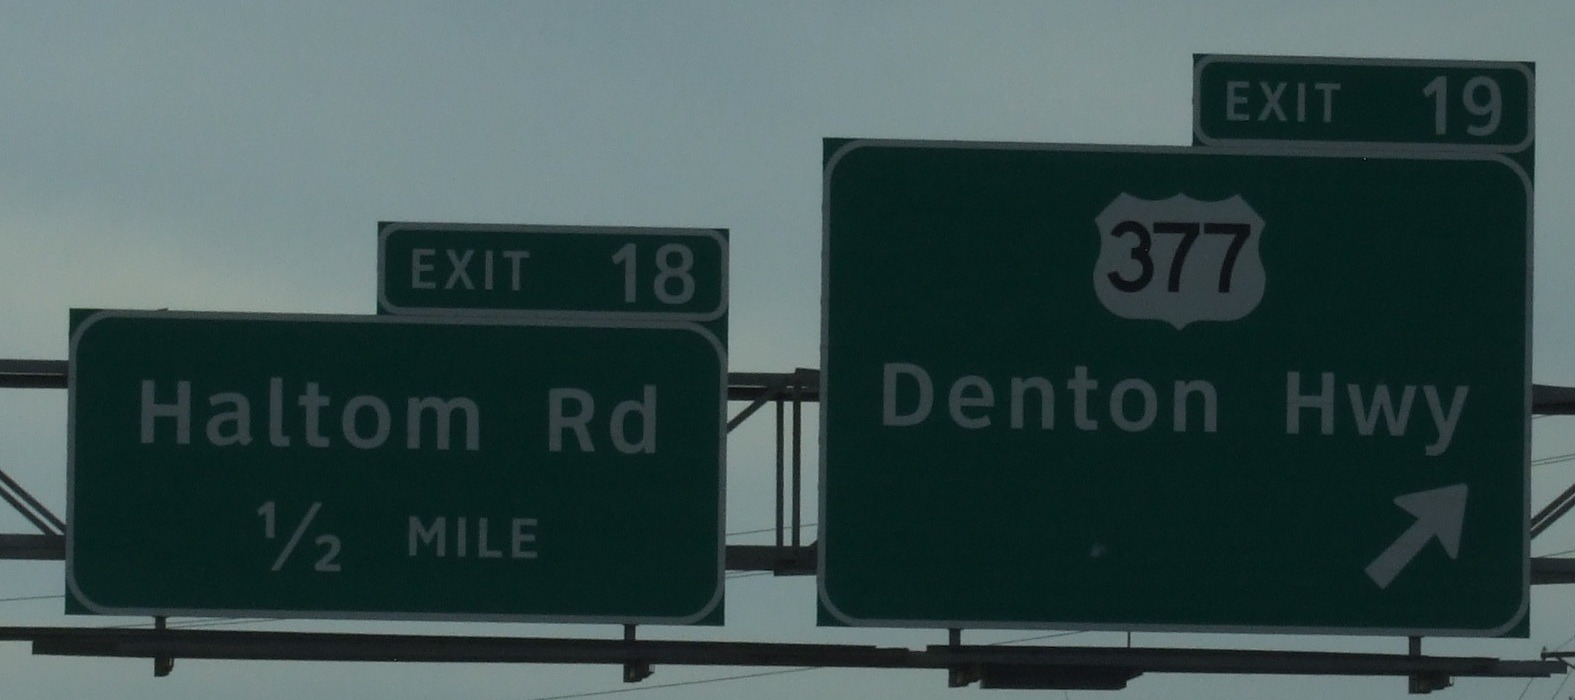 EXIT 18
Haltom Rd
½ MILE
EXIT 19
377
Denton Hwy